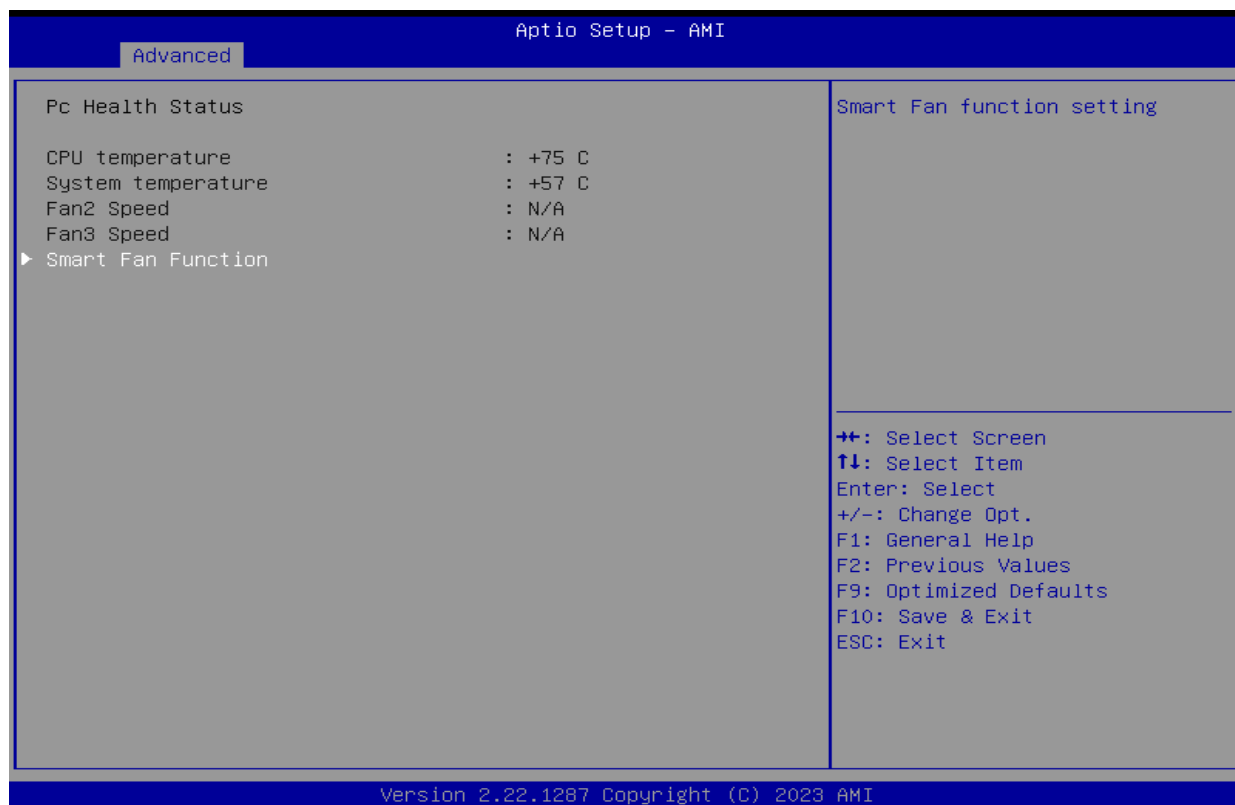 Aptio Setup – AMI
Advanced
Pc Health Status
CPU temperature : +75 C
System temperature : +57 C
Fan2 Speed : N/A
Fan3 Speed : N/A
▶ Smart Fan Function
Smart Fan function setting
→←: Select Screen
↑↓: Select Item
Enter: Select
+/-: Change Opt.
F1: General Help
F2: Previous Values
F9: Optimized Defaults
F10: Save & Exit
ESC: Exit
Version 2.22.1287 Copyright (C) 2023 AMI